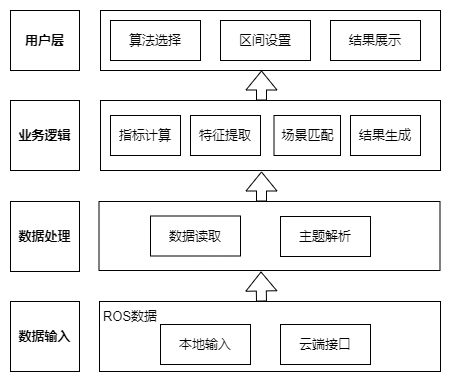 用户层
算法选择
区间设置
结果展示
业务逻辑
指标计算
特征提取
场景匹配
结果生成
数据处理
数据读取
主题解析
数据输入
ROS数据
本地输入
云端接口